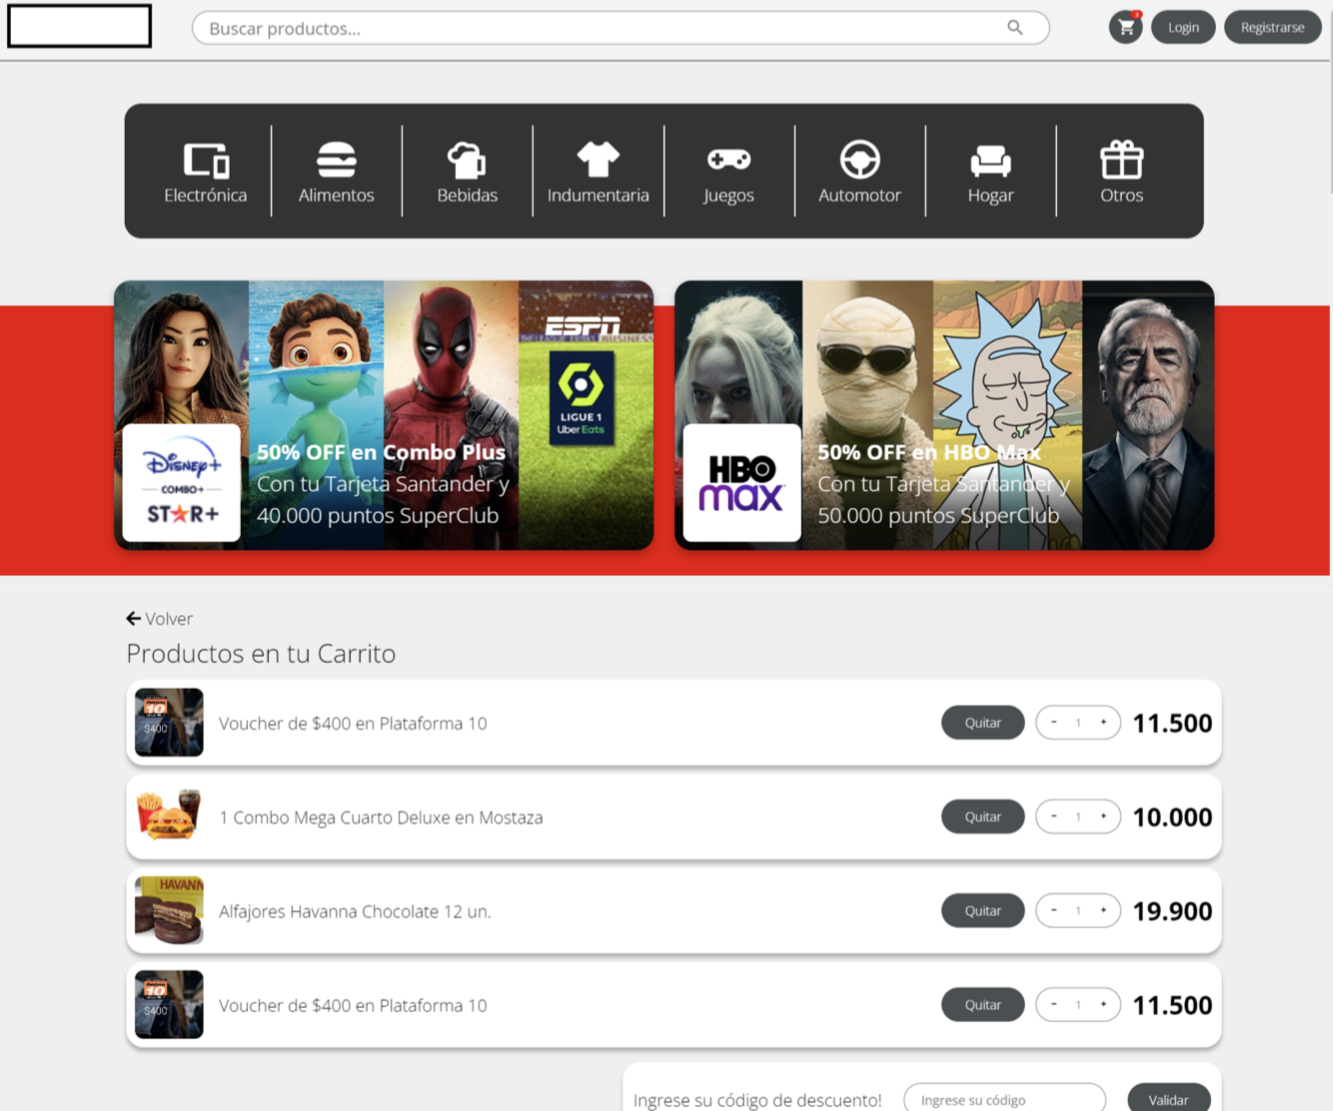 Buscar productos...
3
Login
Registrarse
Electrónica
Alimentos
Bebidas
Indumentaria
Juegos
Automotor
Hogar
Otros
ESPN
LIGUE 1
Uber Eats
Disney+
COMBO+
STAR+
50% OFF en Combo Plus
Con tu Tarjeta Santander y
40.000 puntos SuperClub
HBO
max
50% OFF en HBO Max
Con tu Tarjeta Santander y
50.000 puntos SuperClub
Volver
Productos en tu Carrito
10
$400
Voucher de $400 en Plataforma 10
Quitar
- 1 +
11.500
1 Combo Mega Cuarto Deluxe en Mostaza
Quitar
- 1 +
10.000
HAVANN
Alfajores Havanna Chocolate 12 un.
Quitar
- 1 +
19.900
10
$400
Voucher de $400 en Plataforma 10
Quitar
- 1 +
11.500
Ingrese su código de descuento!
Ingrese su código
Validar